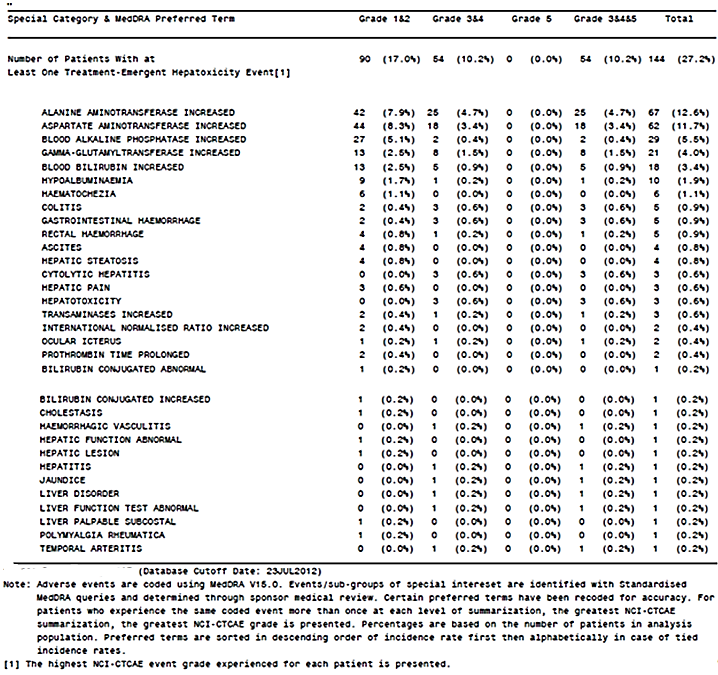 Special Category & MedDRA Preferred Term Grade 1&2 Grade 3&4 Grade 5 Grade 3&4&5 Total
Number of Patients With at 90 (17.0%) 54 (10.2%) 0 (0.0%) 54 (10.2%) 144 (27.2%)
Least One Treatment-Emergent Hepatoxicity Event[1]
ALANINE AMINOTRANSFERASE INCREASED 42 (7.9%) 25 (4.7%) 0 (0.0%) 25 (4.7%) 67 (12.6%)
ASPARTATE AMINOTRANSFERASE INCREASED 44 (8.3%) 18 (3.4%) 0 (0.0%) 18 (3.4%) 62 (11.7%)
BLOOD ALKALINE PHOSPHATASE INCREASED 27 (5.1%) 2 (0.4%) 0 (0.0%) 2 (0.4%) 29 (5.5%)
GAMMA-GLUTAMYLTRANSFERASE INCREASED 13 (2.5%) 8 (1.5%) 0 (0.0%) 8 (1.5%) 21 (4.0%)
BLOOD BILIRUBIN INCREASED 13 (2.5%) 5 (0.9%) 0 (0.0%) 5 (0.9%) 18 (3.4%)
HYPOALBUMINAEMIA 9 (1.7%) 1 (0.2%) 0 (0.0%) 1 (0.2%) 10 (1.9%)
HAEMATOCHEZIA 6 (1.1%) 0 (0.0%) 0 (0.0%) 0 (0.0%) 6 (1.1%)
COLITIS 2 (0.4%) 3 (0.6%) 0 (0.0%) 3 (0.6%) 5 (0.9%)
GASTROINTESTINAL HAEMORRHAGE 2 (0.4%) 3 (0.6%) 0 (0.0%) 3 (0.6%) 5 (0.9%)
RECTAL HAEMORRHAGE 4 (0.8%) 1 (0.2%) 0 (0.0%) 1 (0.2%) 5 (0.9%)
ASCITES 4 (0.8%) 0 (0.0%) 0 (0.0%) 0 (0.0%) 4 (0.8%)
HEPATIC STEATOSIS 4 (0.8%) 0 (0.0%) 0 (0.0%) 0 (0.0%) 4 (0.8%)
CYTOLYTIC HEPATITIS 0 (0.0%) 3 (0.6%) 0 (0.0%) 3 (0.6%) 3 (0.6%)
HEPATIC PAIN 3 (0.6%) 0 (0.0%) 0 (0.0%) 0 (0.0%) 3 (0.6%)
HEPATOTOXICITY 0 (0.0%) 3 (0.6%) 0 (0.0%) 3 (0.6%) 3 (0.6%)
TRANSAMINASES INCREASED 2 (0.4%) 1 (0.2%) 0 (0.0%) 1 (0.2%) 3 (0.6%)
INTERNATIONAL NORMALISED RATIO INCREASED 2 (0.4%) 0 (0.0%) 0 (0.0%) 0 (0.0%) 2 (0.4%)
OCULAR ICTERUS 1 (0.2%) 1 (0.2%) 0 (0.0%) 1 (0.2%) 2 (0.4%)
PROTHROMBIN TIME PROLONGED 2 (0.4%) 0 (0.0%) 0 (0.0%) 0 (0.0%) 2 (0.4%)
BILIRUBIN CONJUGATED ABNORMAL 1 (0.2%) 0 (0.0%) 0 (0.0%) 0 (0.0%) 1 (0.2%)
BILIRUBIN CONJUGATED INCREASED 1 (0.2%) 0 (0.0%) 0 (0.0%) 0 (0.0%) 1 (0.2%)
CHOLESTASIS 1 (0.2%) 0 (0.0%) 0 (0.0%) 0 (0.0%) 1 (0.2%)
HAEMORRHAGIC VASCULITIS 0 (0.0%) 1 (0.2%) 0 (0.0%) 1 (0.2%) 1 (0.2%)
HEPATIC FUNCTION ABNORMAL 1 (0.2%) 0 (0.0%) 0 (0.0%) 0 (0.0%) 1 (0.2%)
HEPATIC LESION 1 (0.2%) 0 (0.0%) 0 (0.0%) 0 (0.0%) 1 (0.2%)
HEPATITIS 0 (0.0%) 1 (0.2%) 0 (0.0%) 1 (0.2%) 1 (0.2%)
JAUNDICE 0 (0.0%) 1 (0.2%) 0 (0.0%) 1 (0.2%) 1 (0.2%)
LIVER DISORDER 0 (0.0%) 1 (0.2%) 0 (0.0%) 1 (0.2%) 1 (0.2%)
LIVER FUNCTION TEST ABNORMAL 0 (0.0%) 1 (0.2%) 0 (0.0%) 1 (0.2%) 1 (0.2%)
LIVER PALPABLE SUBCOSTAL 1 (0.2%) 0 (0.0%) 0 (0.0%) 0 (0.0%) 1 (0.2%)
POLYMYALGIA RHEUMATICA 1 (0.2%) 0 (0.0%) 0 (0.0%) 0 (0.0%) 1 (0.2%)
TEMPORAL ARTERITIS 0 (0.0%) 1 (0.2%) 0 (0.0%) 1 (0.2%) 1 (0.2%)
(Database Cutoff Date: 23JUL2012)
Note: Adverse events are coded using MedDRA V15.0. Events/sub-groups of special intereset are identified with Standardised
MedDRA queries and determined through sponsor medical review. Certain preferred terms have been recoded for accuracy. For
patients who experience the same coded event more than once at each level of summarization, the greatest NCI-CTCAE
summarization, the greatest NCI-CTCAE grade is presented. Percentages are based on the number of patients in analysis
population. Preferred terms are sorted in descending order of incidence rate first then alphabetically in case of tied
incidence rates.
[1] The highest NCI-CTCAE event grade experienced for each patient is presented.